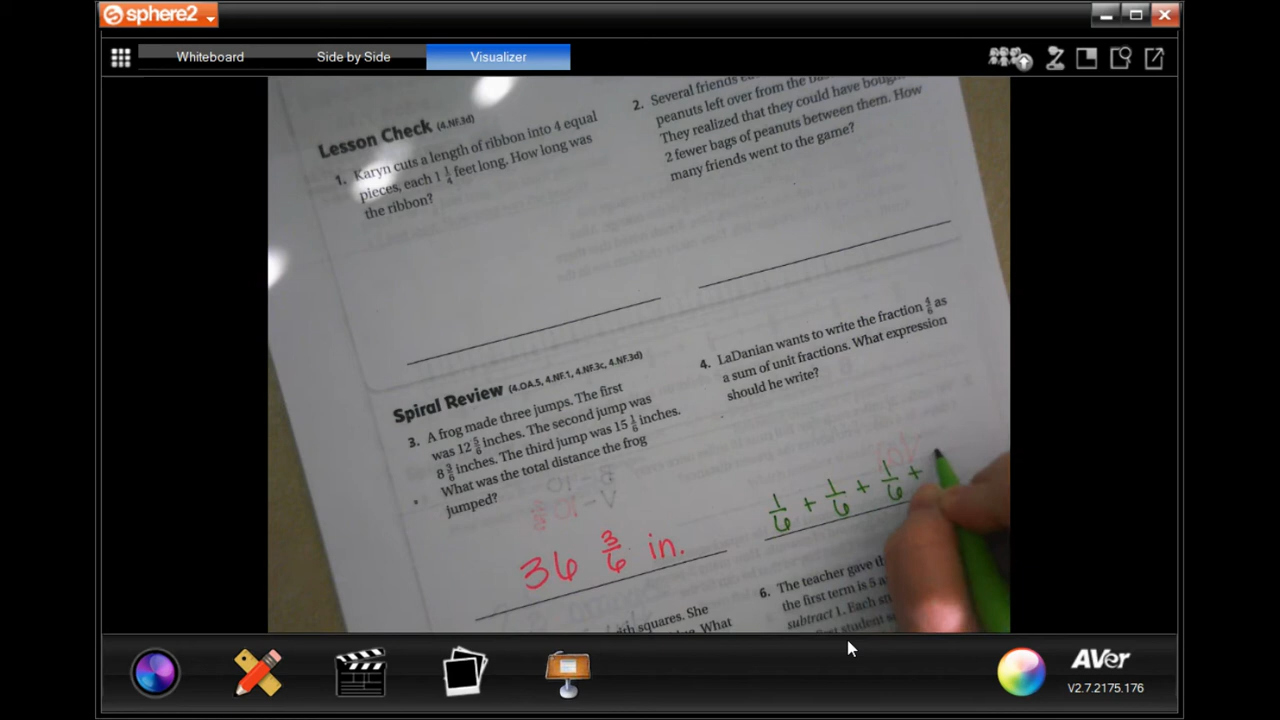 sphere2
Whiteboard
Side by Side
Visualizer
Lesson Check (4.NF.3d)
1. Karyn cuts a length of ribbon into 4 equal
pieces, each 1 1/4 feet long. How long was
the ribbon?
2. Several friends
peanuts left over from the
They realized that they could have bought
2 fewer bags of peanuts between them. How
many friends went to the game?
Spiral Review (4.OA.5, 4.NF.1, 4.NF.3c, 4.NF.3d)
3. A frog made three jumps. The first
was 12 5/6 inches. The second jump was
8 3/6 inches. The third jump was 15 1/6 inches.
What was the total distance the frog
jumped?
36 3/6 in.
4. LaDanian wants to write the fraction 4/6 as
a sum of unit fractions. What expression
should he write?
1/6 + 1/6 + 1/6 +
with squares. She
What
6. The teacher gave
the first term is 5
subtract 1. Each
first student
AVer
V2.7.2175.176